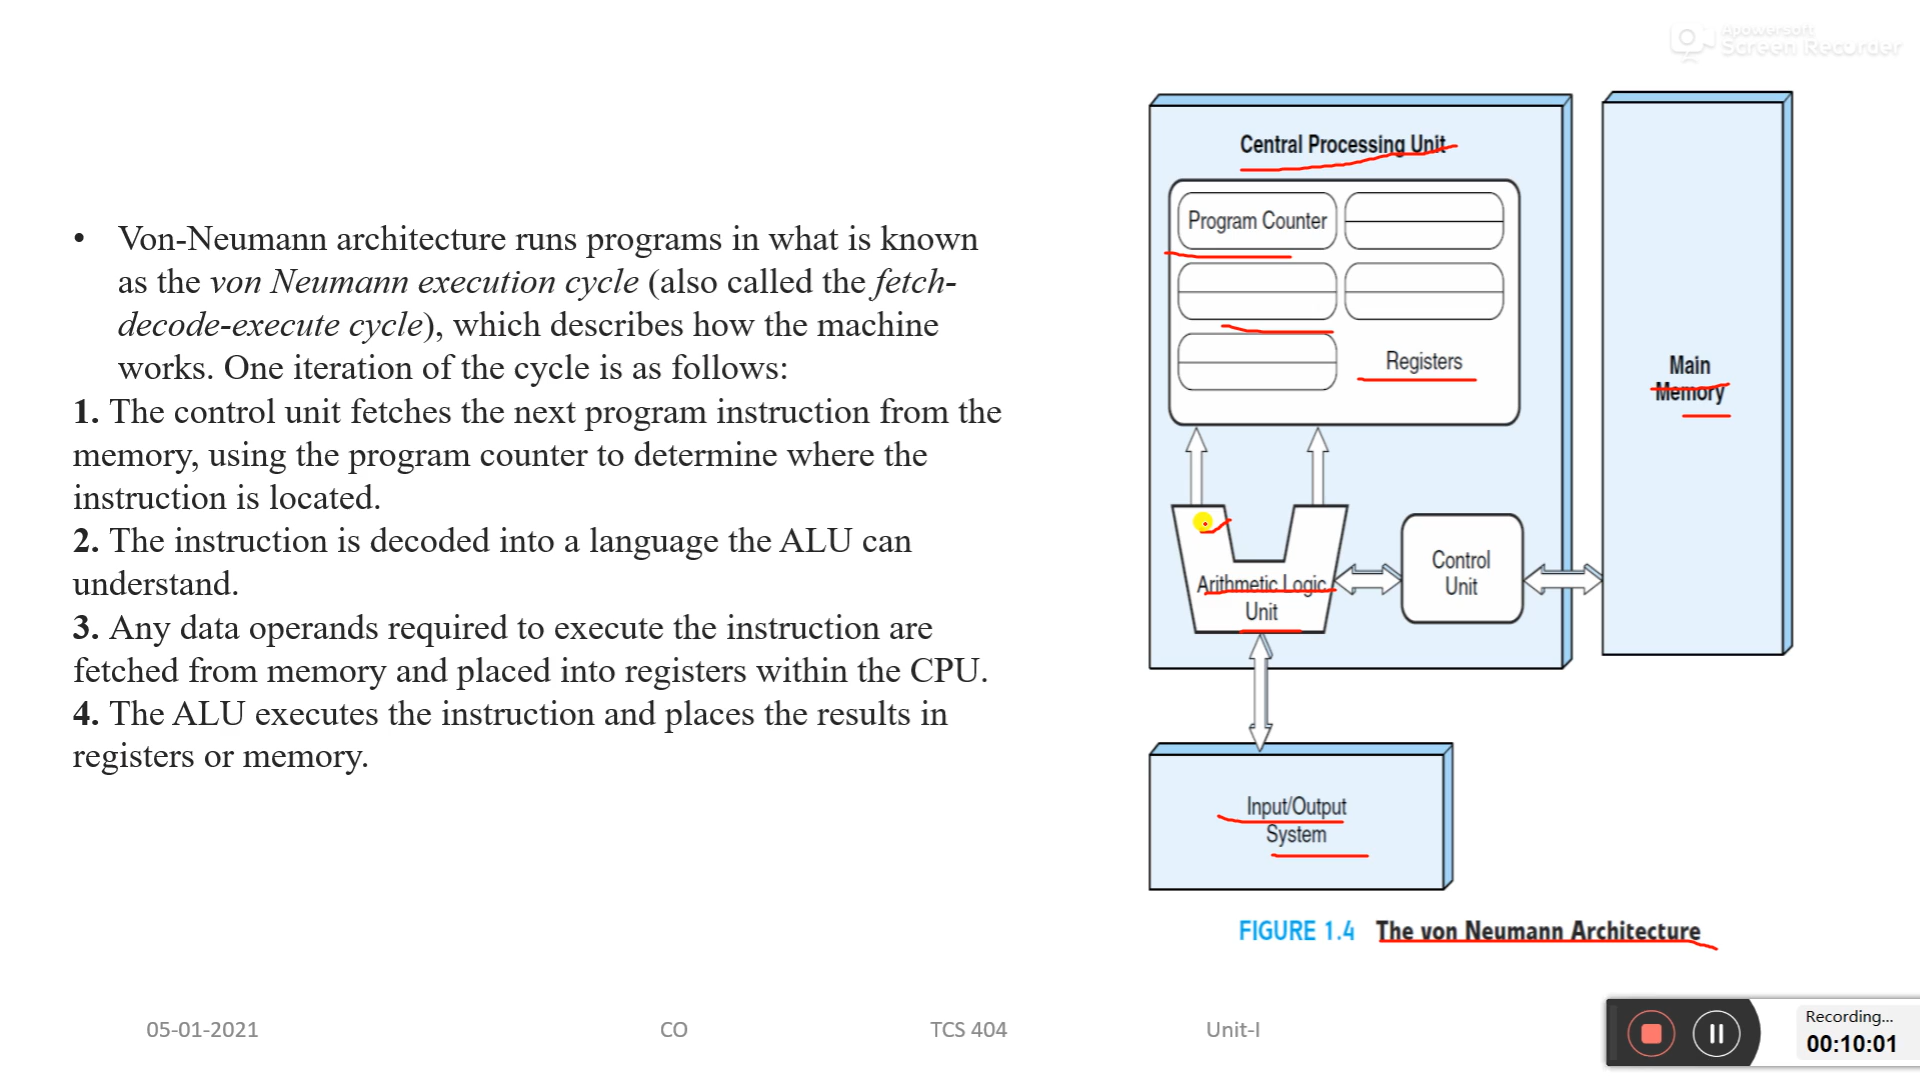 Apowersoft
Screen Recorder
• Von-Neumann architecture runs programs in what is known
as the von Neumann execution cycle (also called the fetch-
decode-execute cycle), which describes how the machine
works. One iteration of the cycle is as follows:
1. The control unit fetches the next program instruction from the
memory, using the program counter to determine where the
instruction is located.
2. The instruction is decoded into a language the ALU can
understand.
3. Any data operands required to execute the instruction are
fetched from memory and placed into registers within the CPU.
4. The ALU executes the instruction and places the results in
registers or memory.
Central Processing Unit
Program Counter
Registers
Arithmetic Logic
Unit
Control
Unit
Main
Memory
Input/Output
System
FIGURE 1.4 The von Neumann Architecture
05-01-2021 CO TCS 404 Unit-I
Recording...
00:10:01